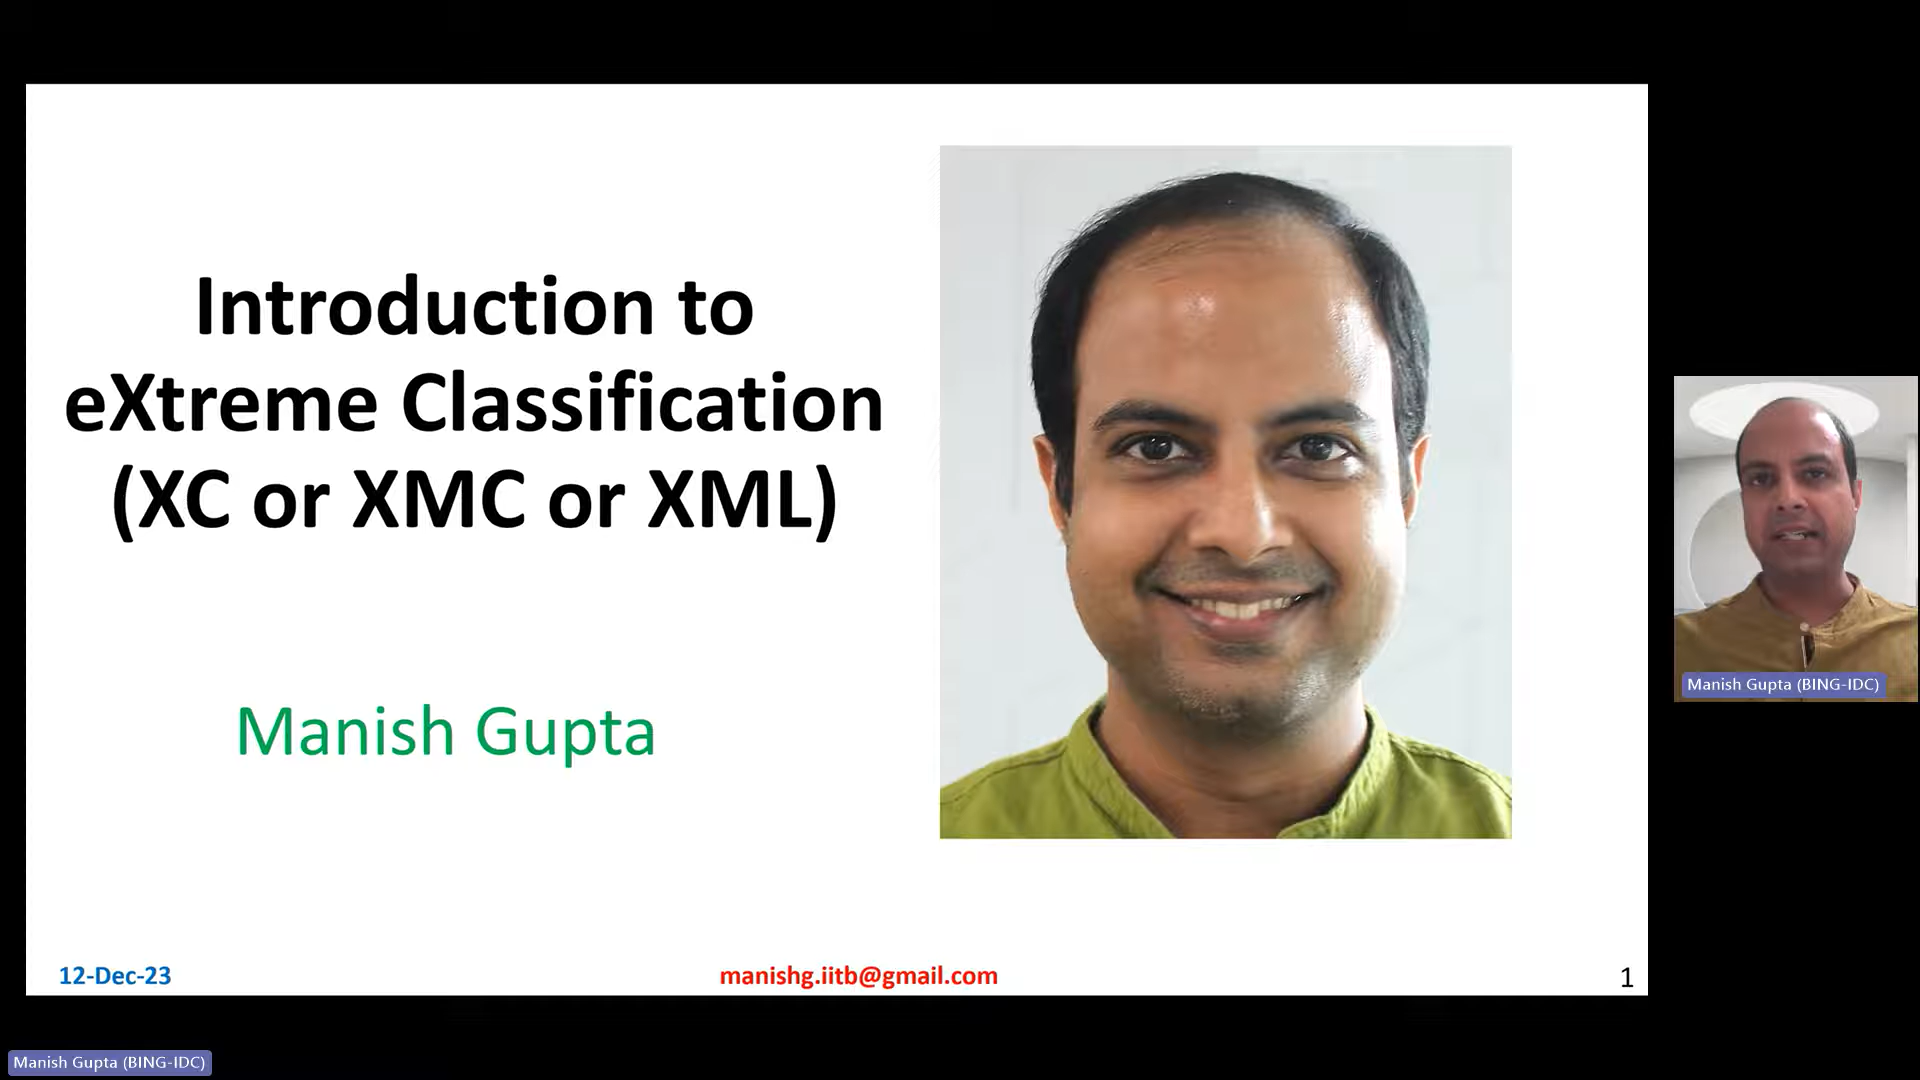 Introduction to
eXtreme Classification
(XC or XMC or XML)
Manish Gupta
12-Dec-23
manishg.iitb@gmail.com
1
Manish Gupta (BING-IDC)
Manish Gupta (BING-IDC)